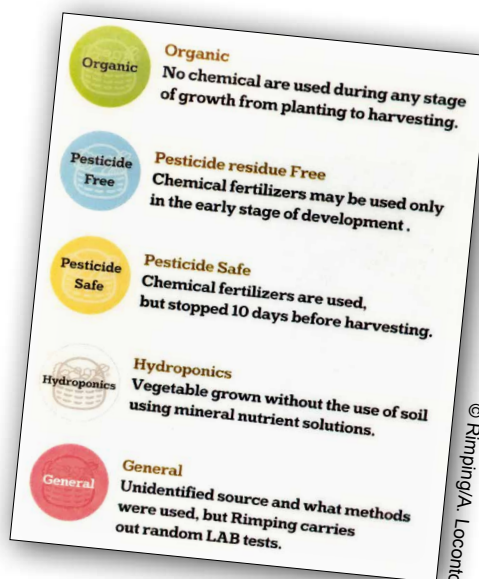 Organic
Organic
No chemical are used during any stage
of growth from planting to harvesting.
Pesticide
Free
Pesticide residue Free
Chemical fertilizers may be used only
in the early stage of development .
Pesticide
Safe
Pesticide Safe
Chemical fertilizers are used,
but stopped 10 days before harvesting.
Hydroponics
Hydroponics
Vegetable grown without the use of soil
using mineral nutrient solutions.
General
General
Unidentified source and what methods
were used, but Rimping carries
out random LAB tests.
© Rimping/A. Loconto